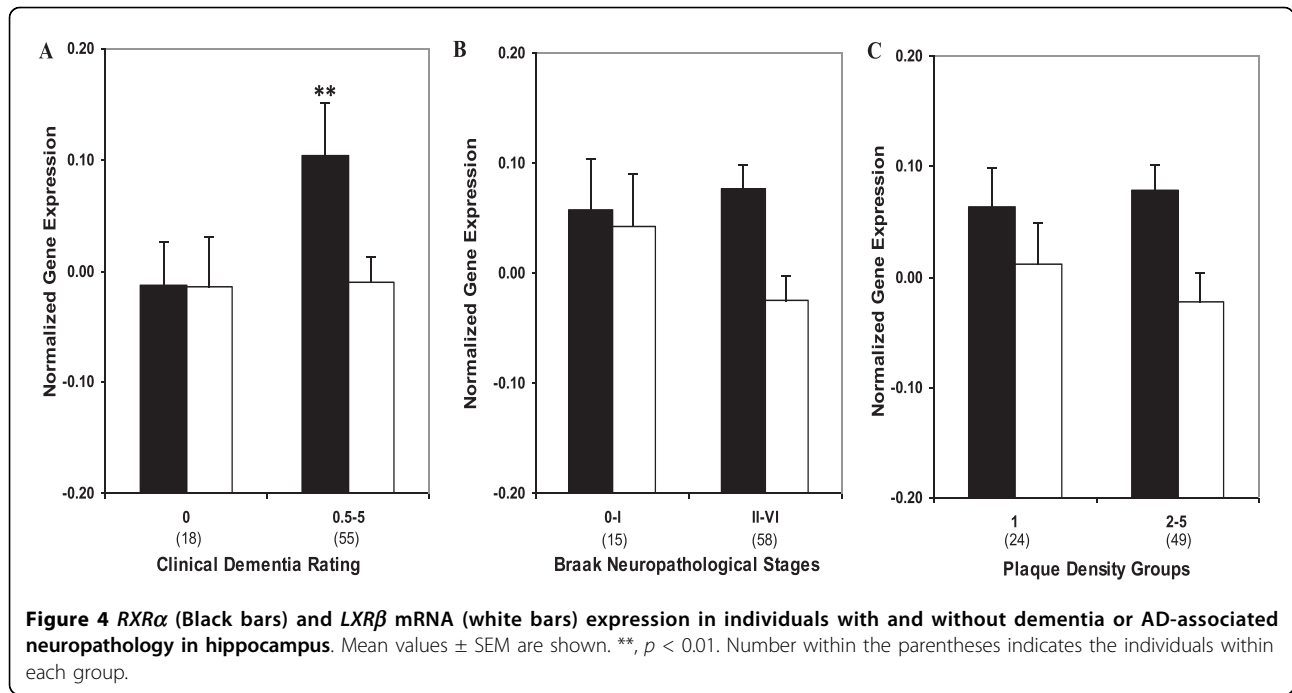 A
0.20
0.10
0.00
-0.10
-0.20
Normalized Gene Expression
**
0
0.5-5
(18)
(55)
Clinical Dementia Rating
B
0.20
0.10
0.00
-0.10
-0.20
Normalized Gene Expression
0-I
II-VI
(15)
(58)
Braak Neuropathological Stages
C
0.20
0.10
0.00
-0.10
-0.20
Normalized Gene Expression
1
2-5
(24)
(49)
Plaque Density Groups
Figure 4 RXRα (Black bars) and LXRβ mRNA (white bars) expression in individuals with and without dementia or AD-associated
neuropathology in hippocampus. Mean values ± SEM are shown. **, p < 0.01. Number within the parentheses indicates the individuals within
each group.